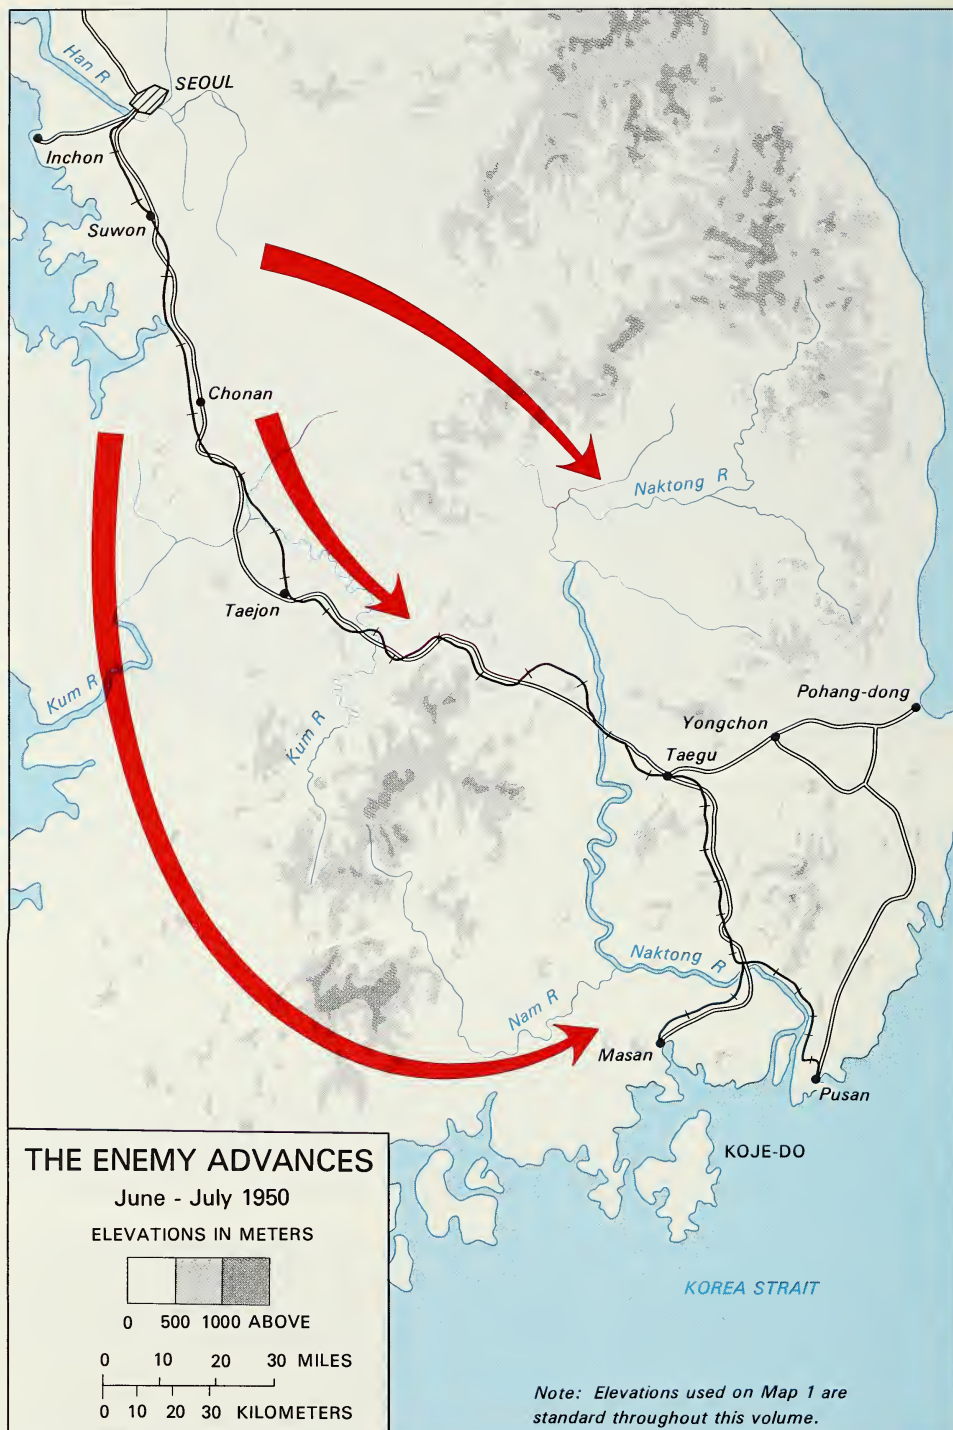 Han R
SEOUL
Inchon
Suwon
Chonan
Naktong R
Taejon
Kum R
Kum R
Pohang-dong
Yongchon
Taegu
Naktong R
Nam R
Masan
Pusan
KOJE-DO
THE ENEMY ADVANCES
June - July 1950
ELEVATIONS IN METERS
0 500 1000 ABOVE
0 10 20 30 MILES
0 10 20 30 KILOMETERS
KOREA STRAIT
Note: Elevations used on Map 1 are
standard throughout this volume.